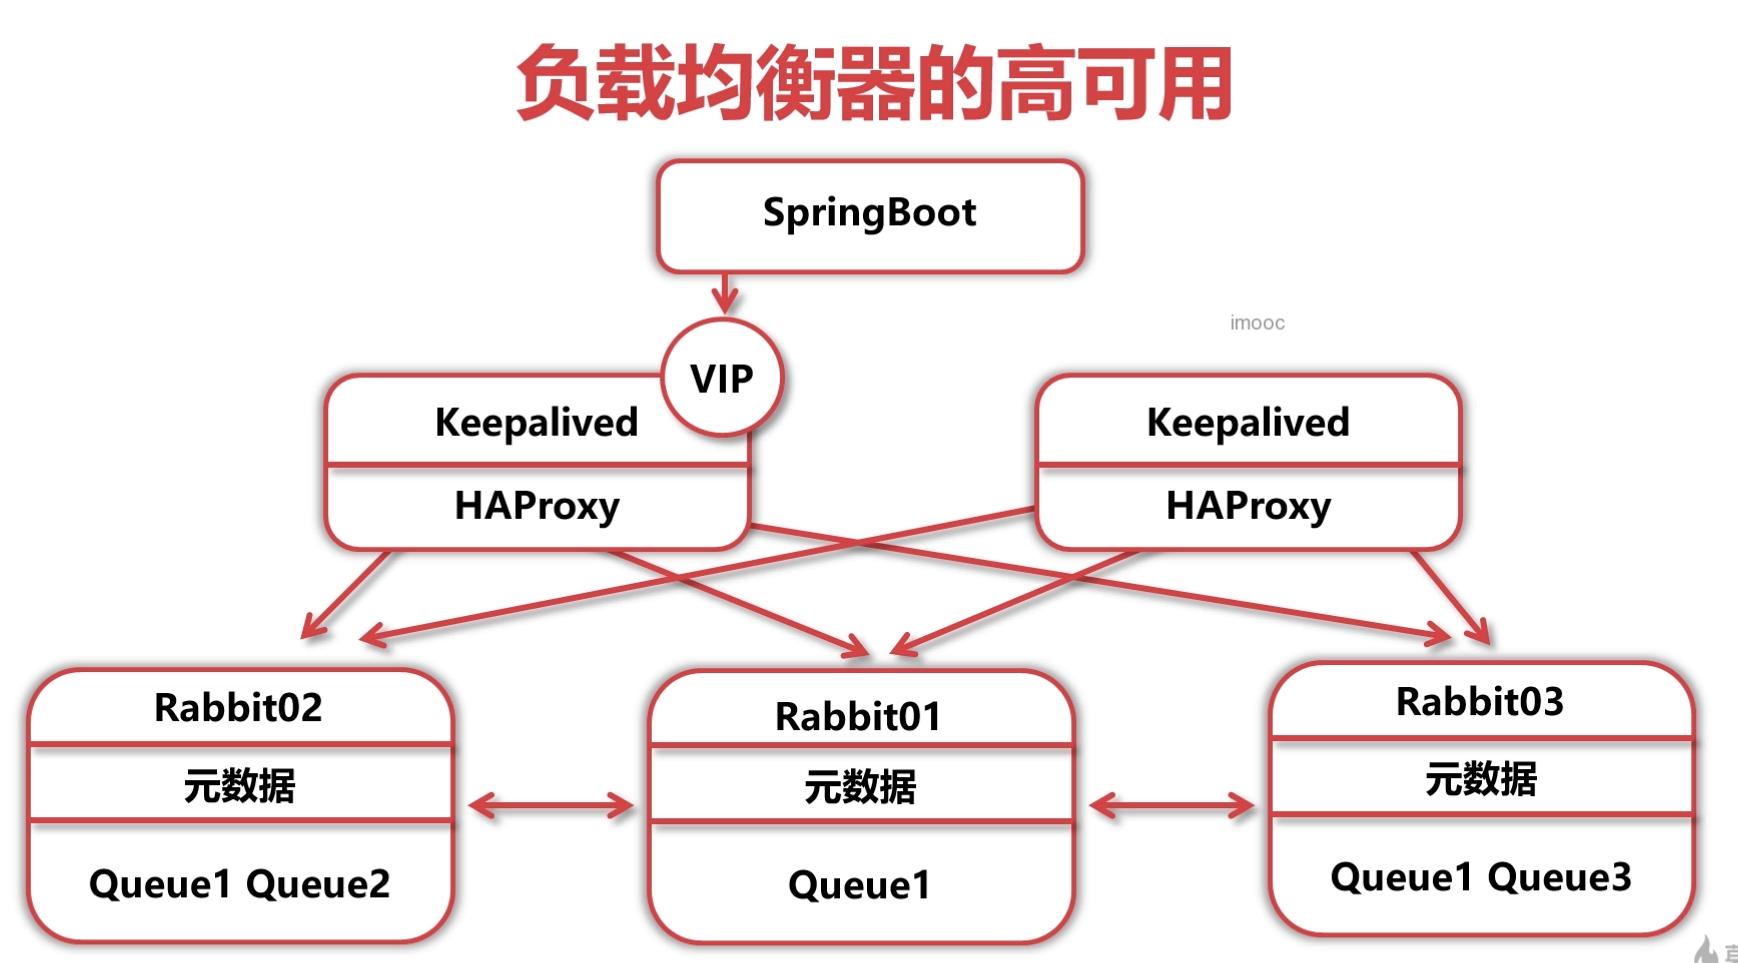 负载均衡器的高可用
SpringBoot
imooc
VIP
Keepalived
HAProxy
Keepalived
HAProxy
Rabbit02
元数据
Queue1 Queue2
Rabbit01
元数据
Queue1
Rabbit03
元数据
Queue1 Queue3